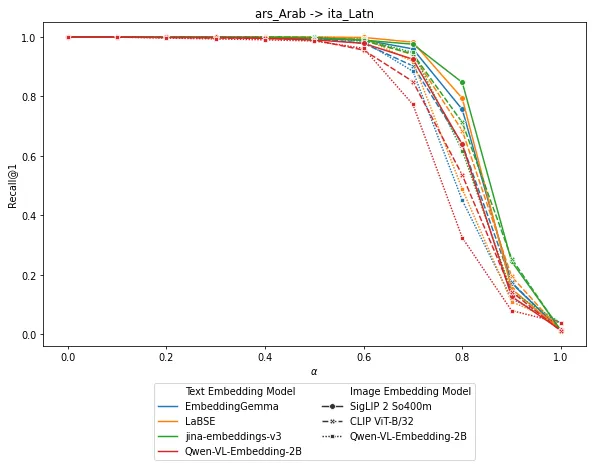 ars_Arab -> ita_Latn
Recall@1
1.0
0.8
0.6
0.4
0.2
0.0
0.0 0.2 0.4 0.6 0.8 1.0
α
Text Embedding Model
EmbeddingGemma
LaBSE
jina-embeddings-v3
Qwen-VL-Embedding-2B
Image Embedding Model
SigLIP 2 So400m
CLIP ViT-B/32
Qwen-VL-Embedding-2B